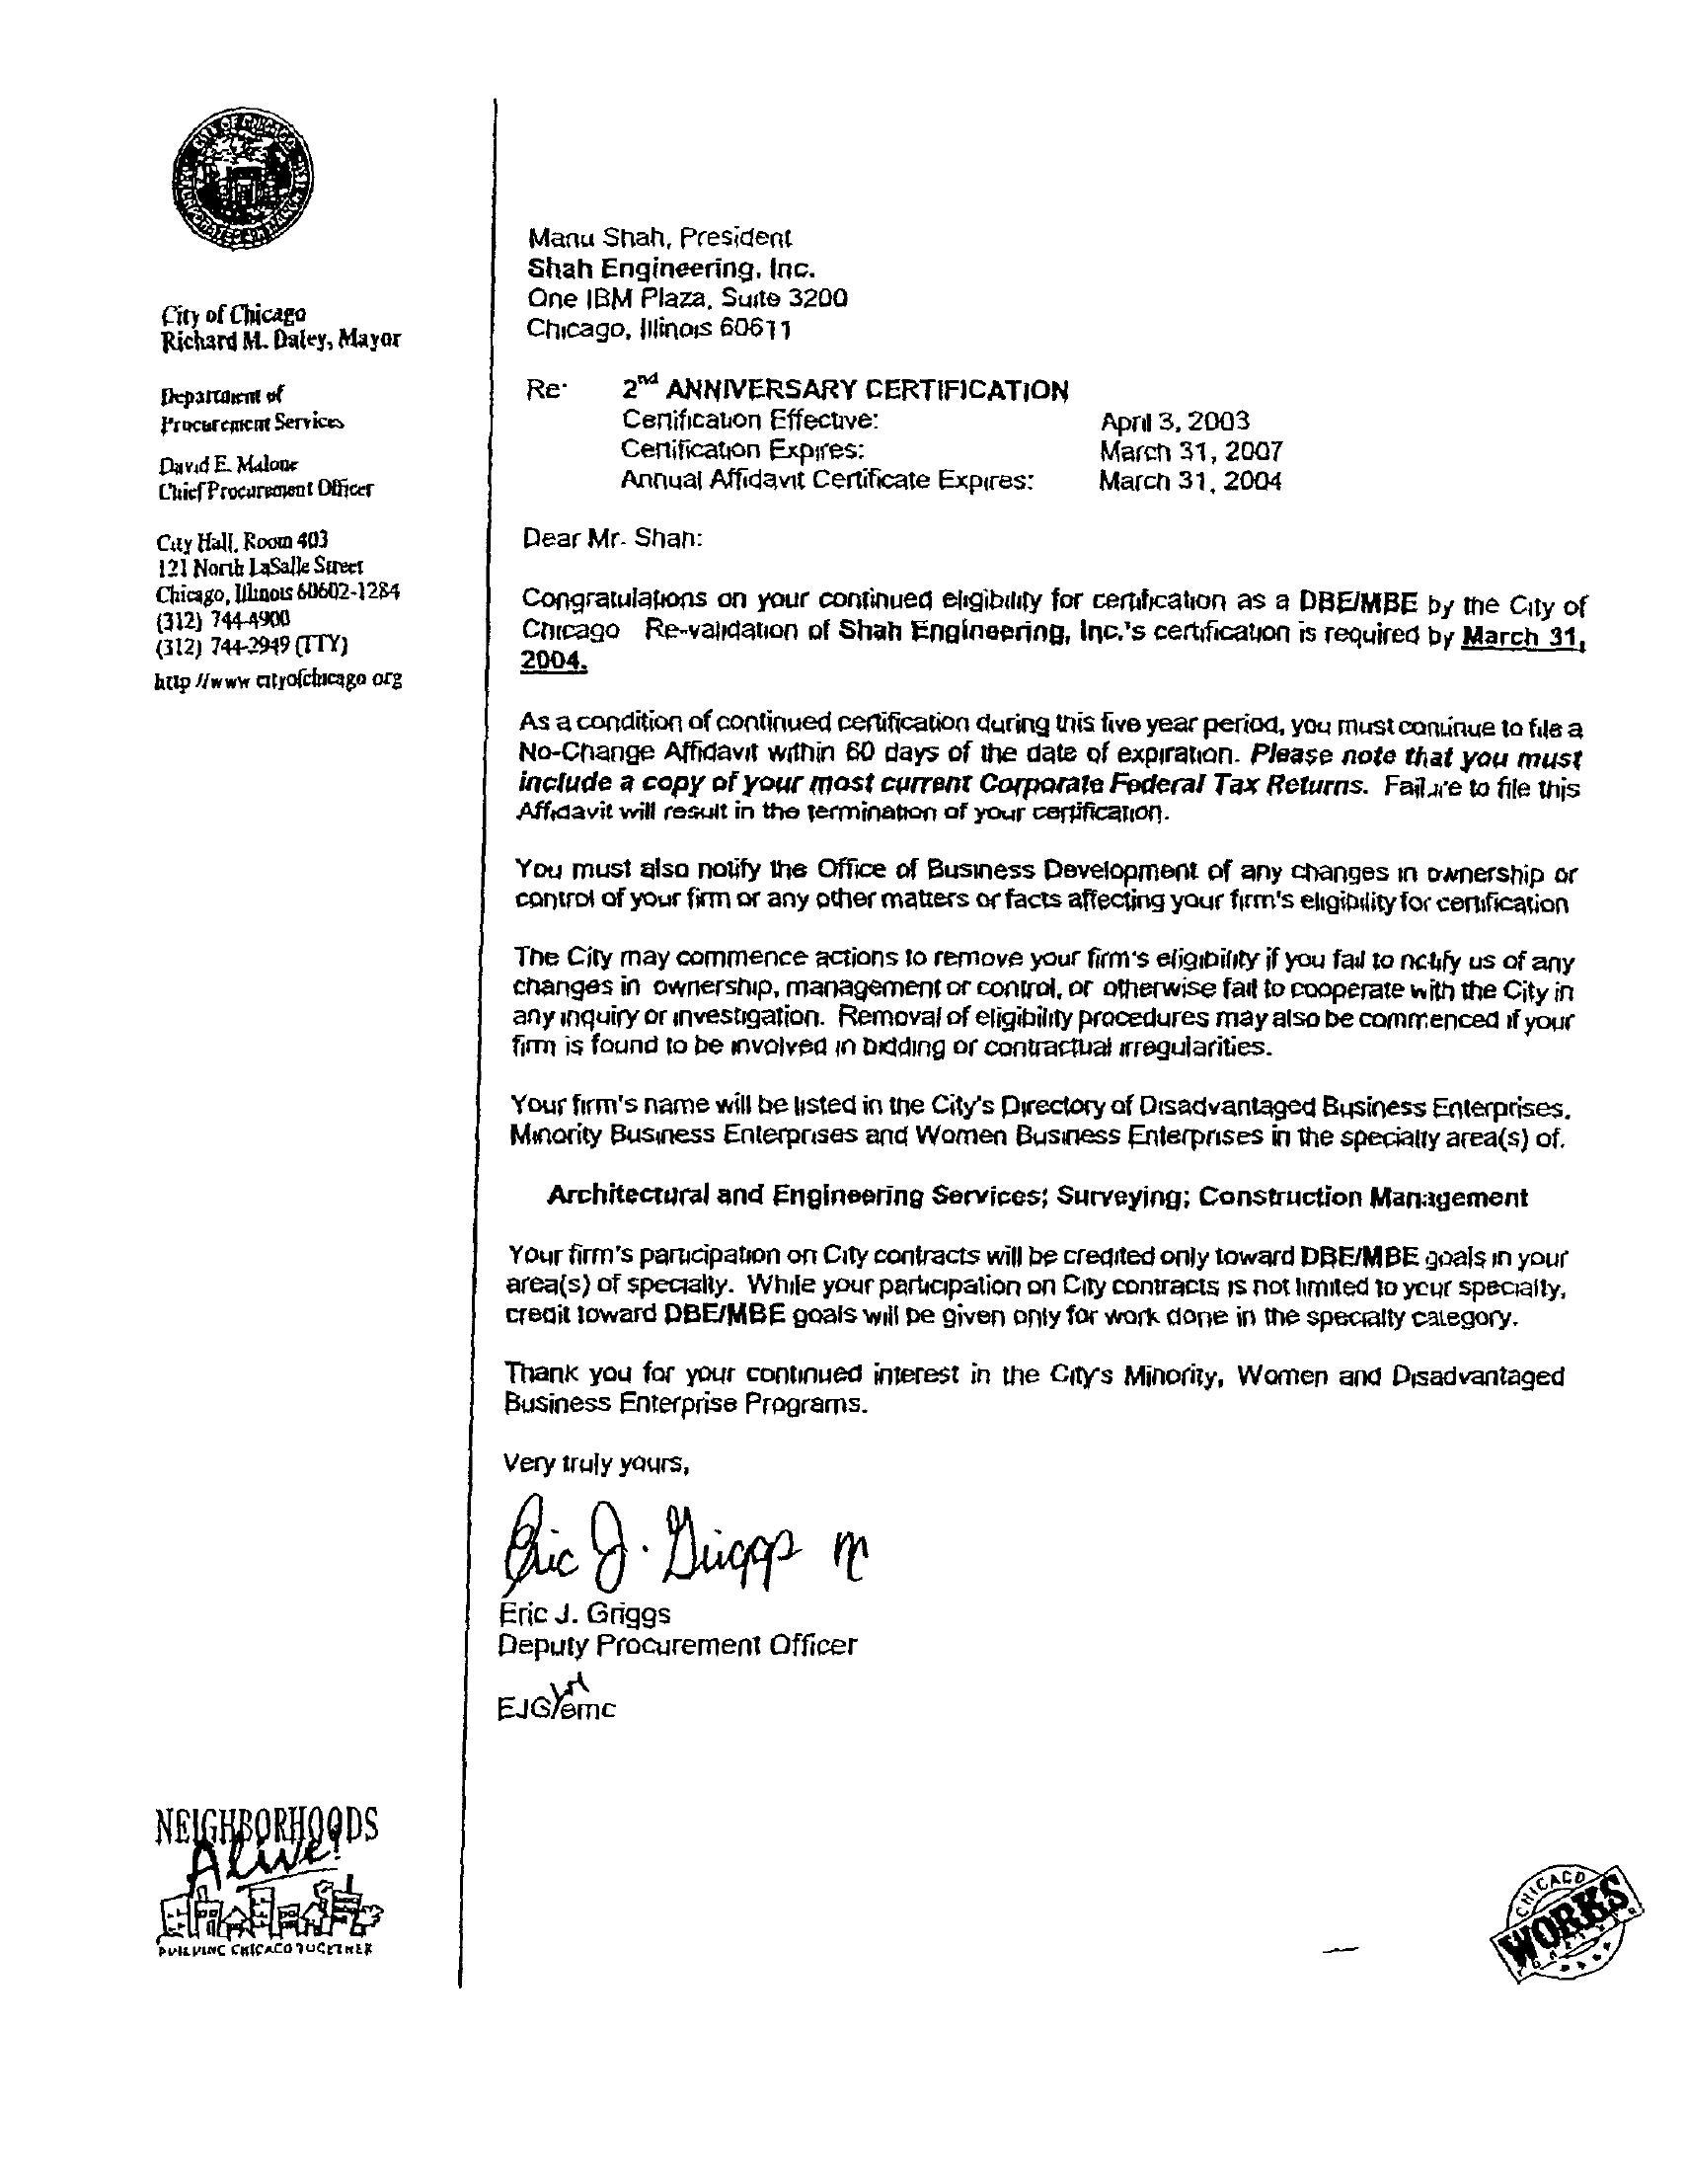 City of Chicago
Richard M. Daley, Mayor
Department of
Procurement Services
David E. Malone
Chief Procurement Officer
City Hall, Room 403
121 North LaSalle Street
Chicago, Illinois 60602-1284
(312) 744-4900
(312) 744-2949 (TTY)
http //www cityofchicago org
Manu Shah, President
Shah Engineering, Inc.
One IBM Plaza, Suite 3200
Chicago, Illinois 60611
Re: 2nd ANNIVERSARY CERTIFICATION
Certification Effective: April 3, 2003
Certification Expires: March 31, 2007
Annual Affidavit Certificate Expires: March 31, 2004
Dear Mr. Shah:
Congratulations on your continued eligibility for certification as a DBE/MBE by the City of
Chicago Re-validation of Shah Engineering, Inc.'s certification is required by March 31,
2004.
As a condition of continued certification during this five year period, you must continue to file a
No-Change Affidavit within 60 days of the date of expiration. Please note that you must
include a copy of your most current Corporate Federal Tax Returns. Failure to file this
Affidavit will result in the termination of your certification.
You must also notify the Office of Business Development of any changes in ownership or
control of your firm or any other matters or facts affecting your firm's eligibility for certification
The City may commence actions to remove your firm's eligibility if you fail to notify us of any
changes in ownership, management or control, or otherwise fail to cooperate with the City in
any inquiry or investigation. Removal of eligibility procedures may also be commenced if your
firm is found to be involved in bidding or contractual irregularities.
Your firm's name will be listed in the City's Directory of Disadvantaged Business Enterprises,
Minority Business Enterprises and Women Business Enterprises in the specialty area(s) of.
Architectural and Engineering Services; Surveying; Construction Management
Your firm's participation on City contracts will be credited only toward DBE/MBE goals in your
area(s) of specialty. While your participation on City contracts is not limited to your specialty,
credit toward DBE/MBE goals will be given only for work done in the specialty category.
Thank you for your continued interest in the City's Minority, Women and Disadvantaged
Business Enterprise Programs.
Very truly yours,
Eric J. Griggs
Eric J. Griggs
Deputy Procurement Officer
EJG/emc
NEIGHBORHOODS
Alive!
BUILDING CHICAGO TOGETHER
CHICAGO
WORKS